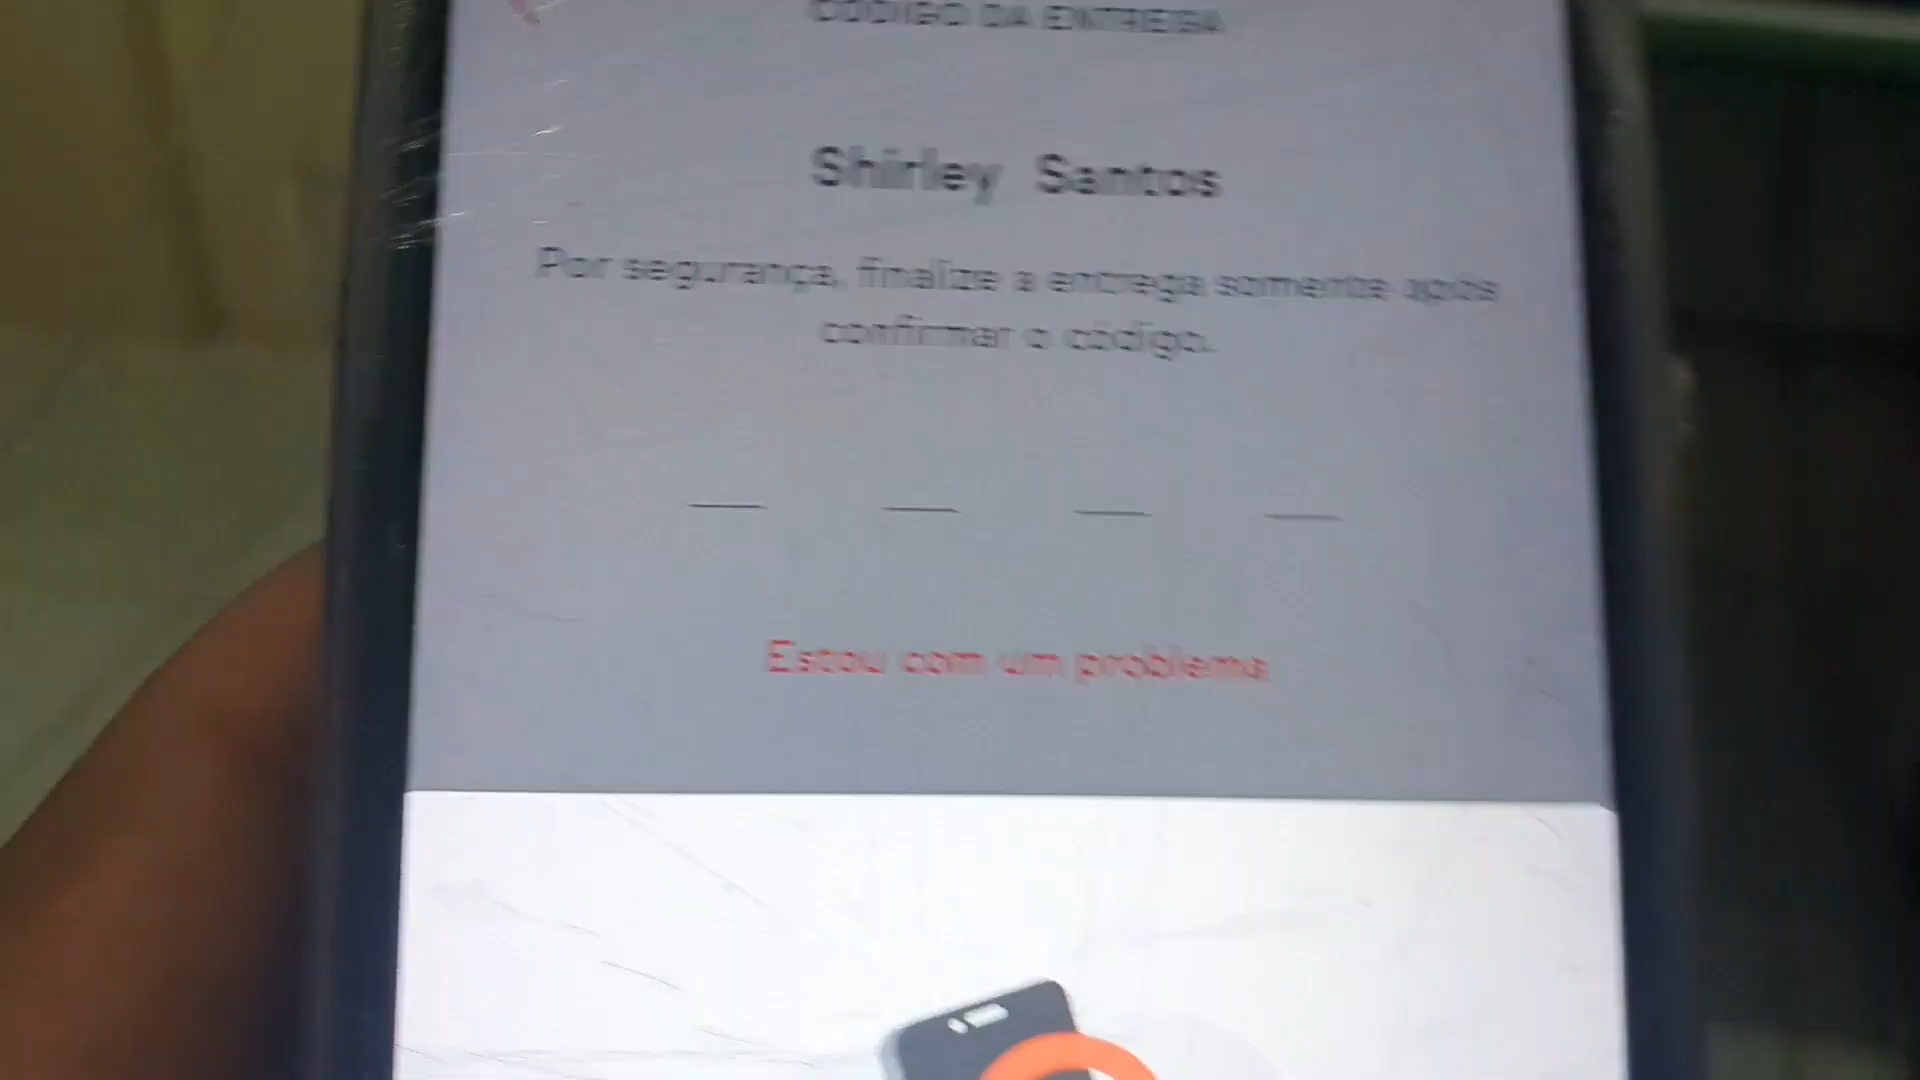 CÓDIGO DA ENTREGA
Shirley Santos
Por segurança, finalize a entrega somente após
confirmar o código.
Estou com um problema